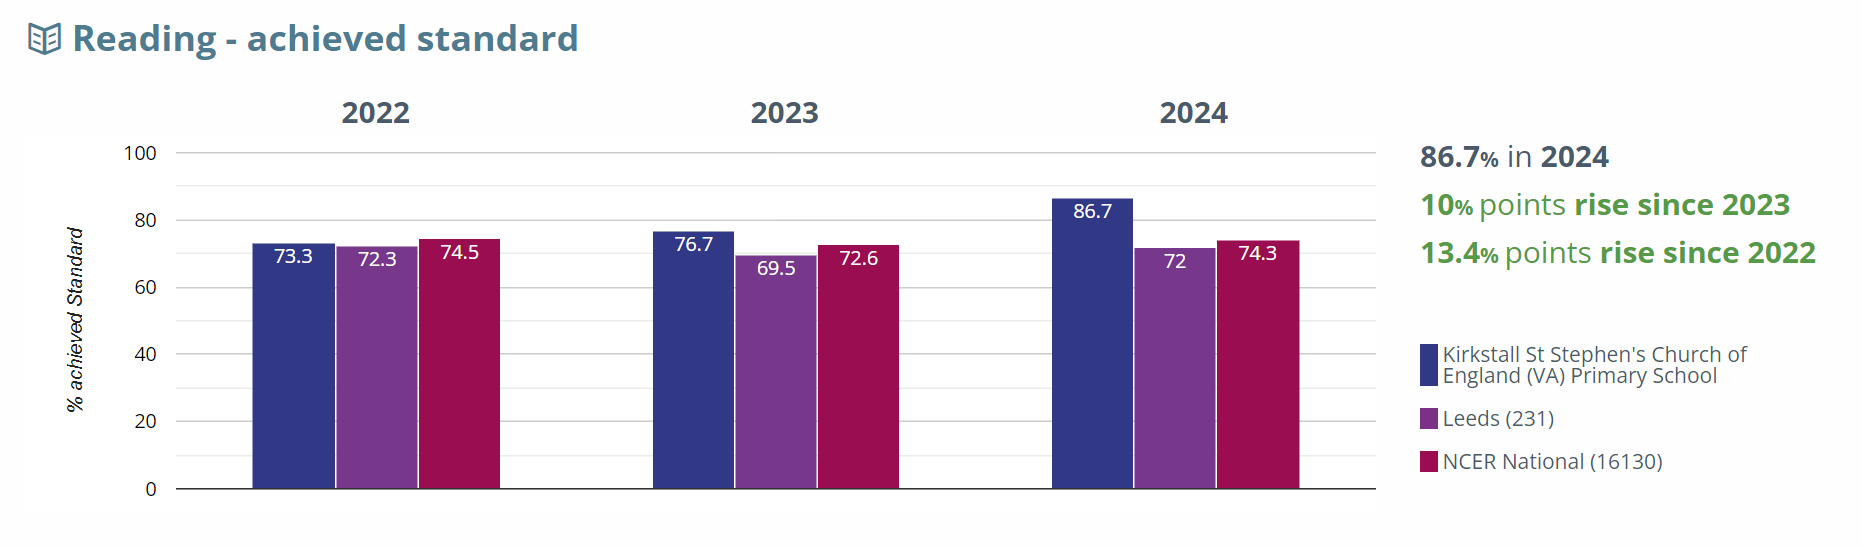 Reading - achieved standard
2022 2023 2024
% achieved Standard
100
80
60
40
20
0
73.3 72.3 74.5
76.7 69.5 72.6
86.7 72 74.3
86.7% in 2024
10% points rise since 2023
13.4% points rise since 2022
Kirkstall St Stephen's Church of
England (VA) Primary School
Leeds (231)
NCER National (16130)